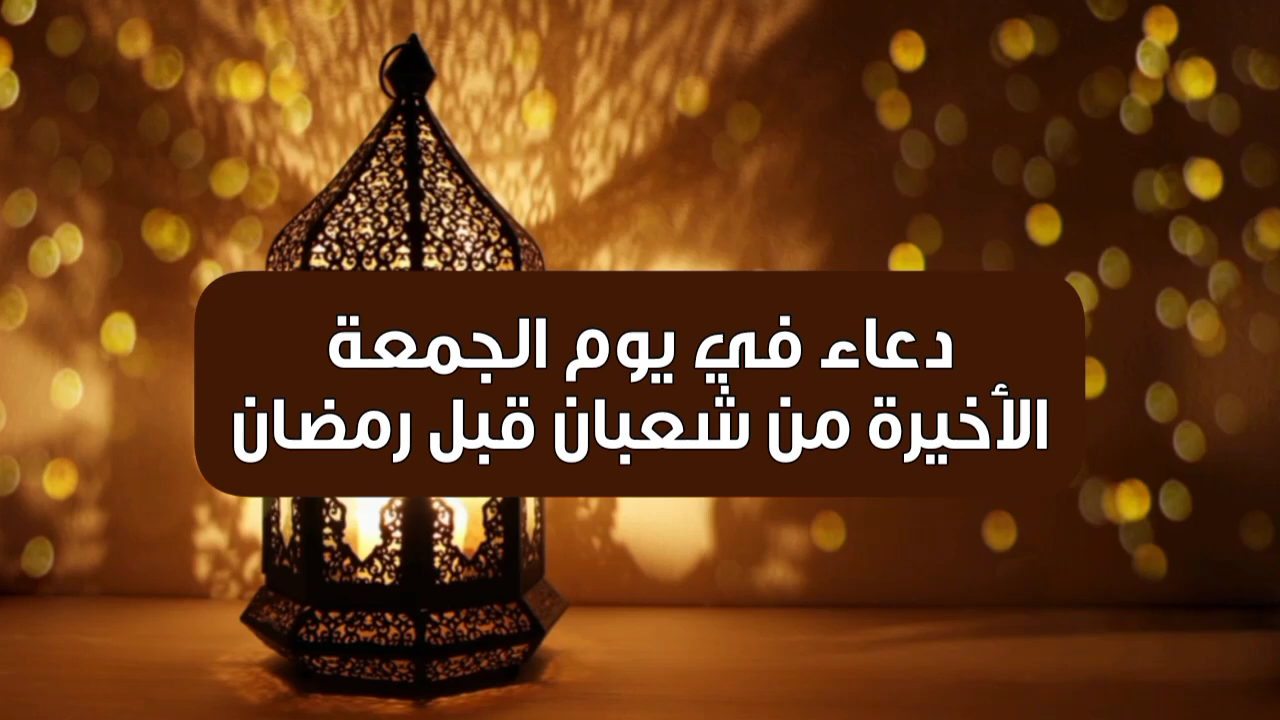 دعاء في يوم الجمعة
الأخيرة من شعبان قبل رمضان